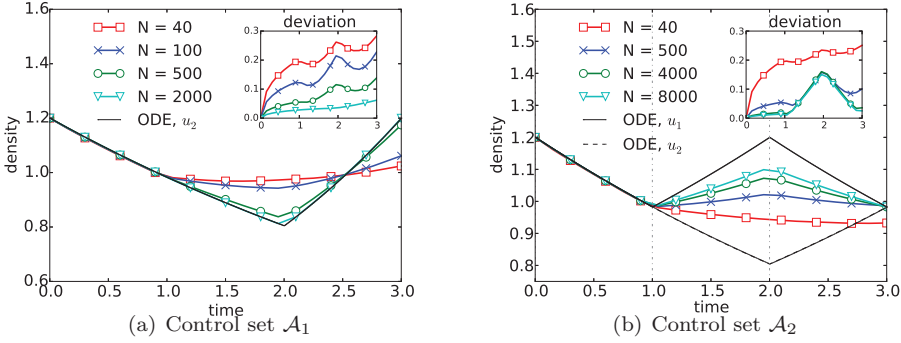 deviation
N = 40
N = 100
N = 500
N = 2000
ODE, u₂
0.3
0.2
0.1
0.0
0 1 2 3
1.6
1.4
1.2
1.0
0.8
0.6
density
0.0 0.5 1.0 1.5 2.0 2.5 3.0
time
(a) Control set 𝒜₁
deviation
N = 40
N = 500
N = 4000
N = 8000
ODE, u₁
ODE, u₂
0.3
0.2
0.1
0.0
0 1 2 3
1.6
1.5
1.4
1.3
1.2
1.1
1.0
0.9
0.8
density
0.0 0.5 1.0 1.5 2.0 2.5 3.0
time
(b) Control set 𝒜₂